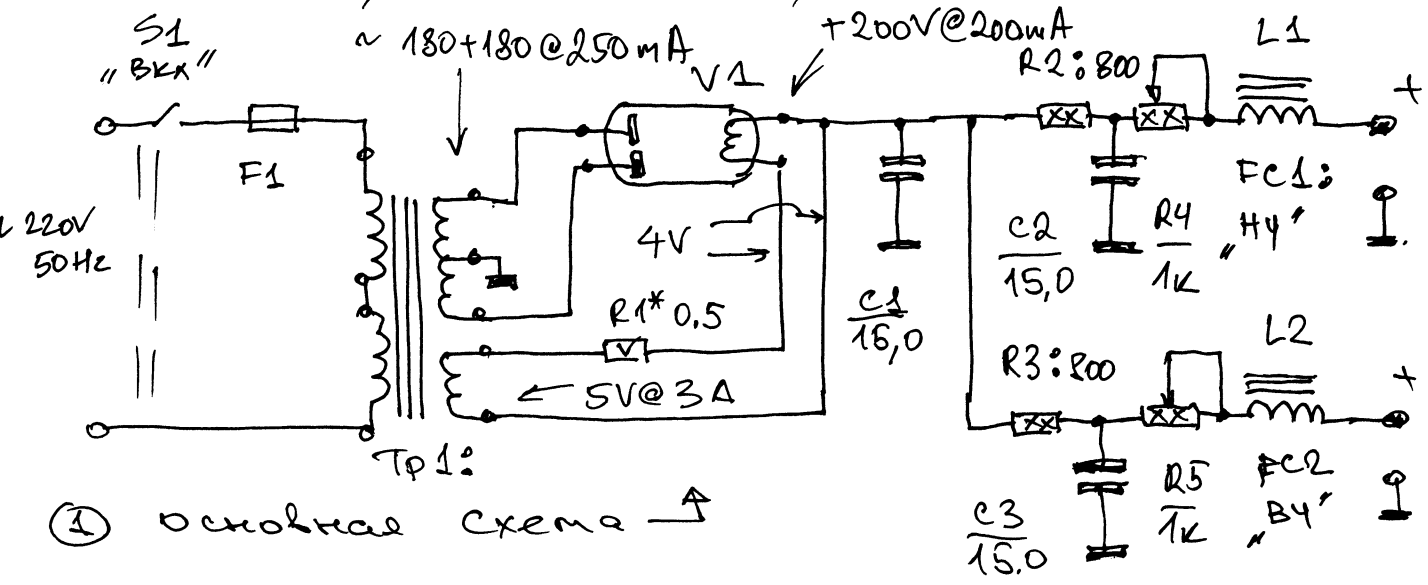 S1
„ВКЛ"
~ 180+180@250mA
V1
+200V@200mA
R2: 800
L1
+
F1
~ 220V
50Hz
4V
C1
15,0
C2
15,0
R4
1к
FC1:
„НЧ"
R1* 0.5
5V@3A
R3: 800
L2
+
Тр1:
C3
15.0
R5
1к
FC2
„ВЧ"
1 основная схема